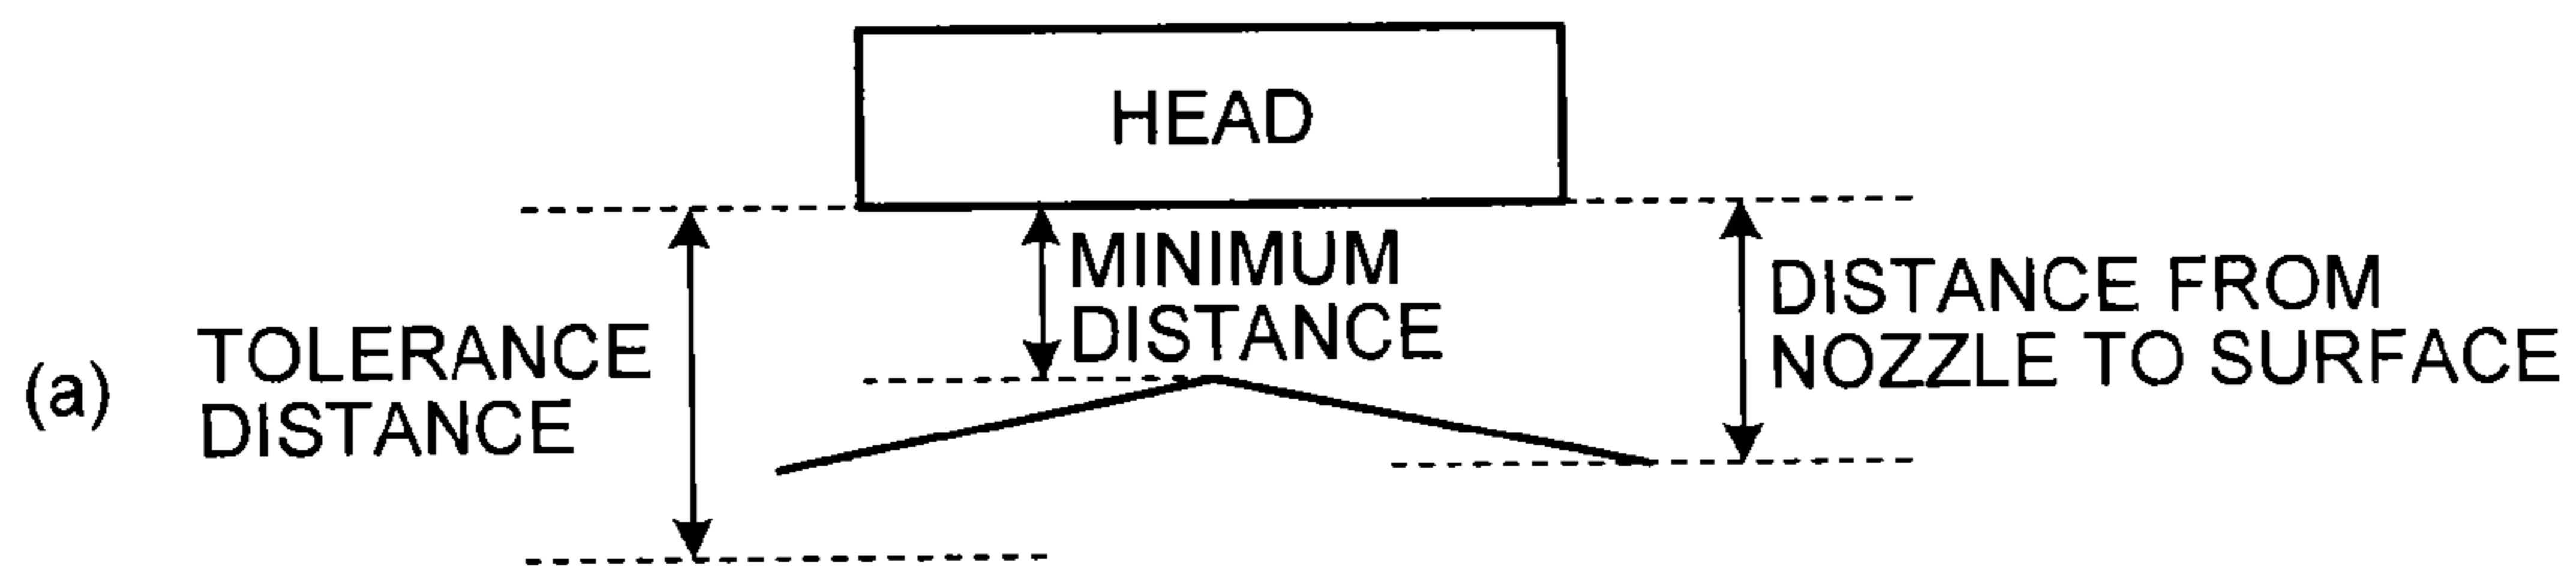 HEAD
MINIMUM
DISTANCE
DISTANCE FROM
NOZZLE TO SURFACE
TOLERANCE
DISTANCE
(a)